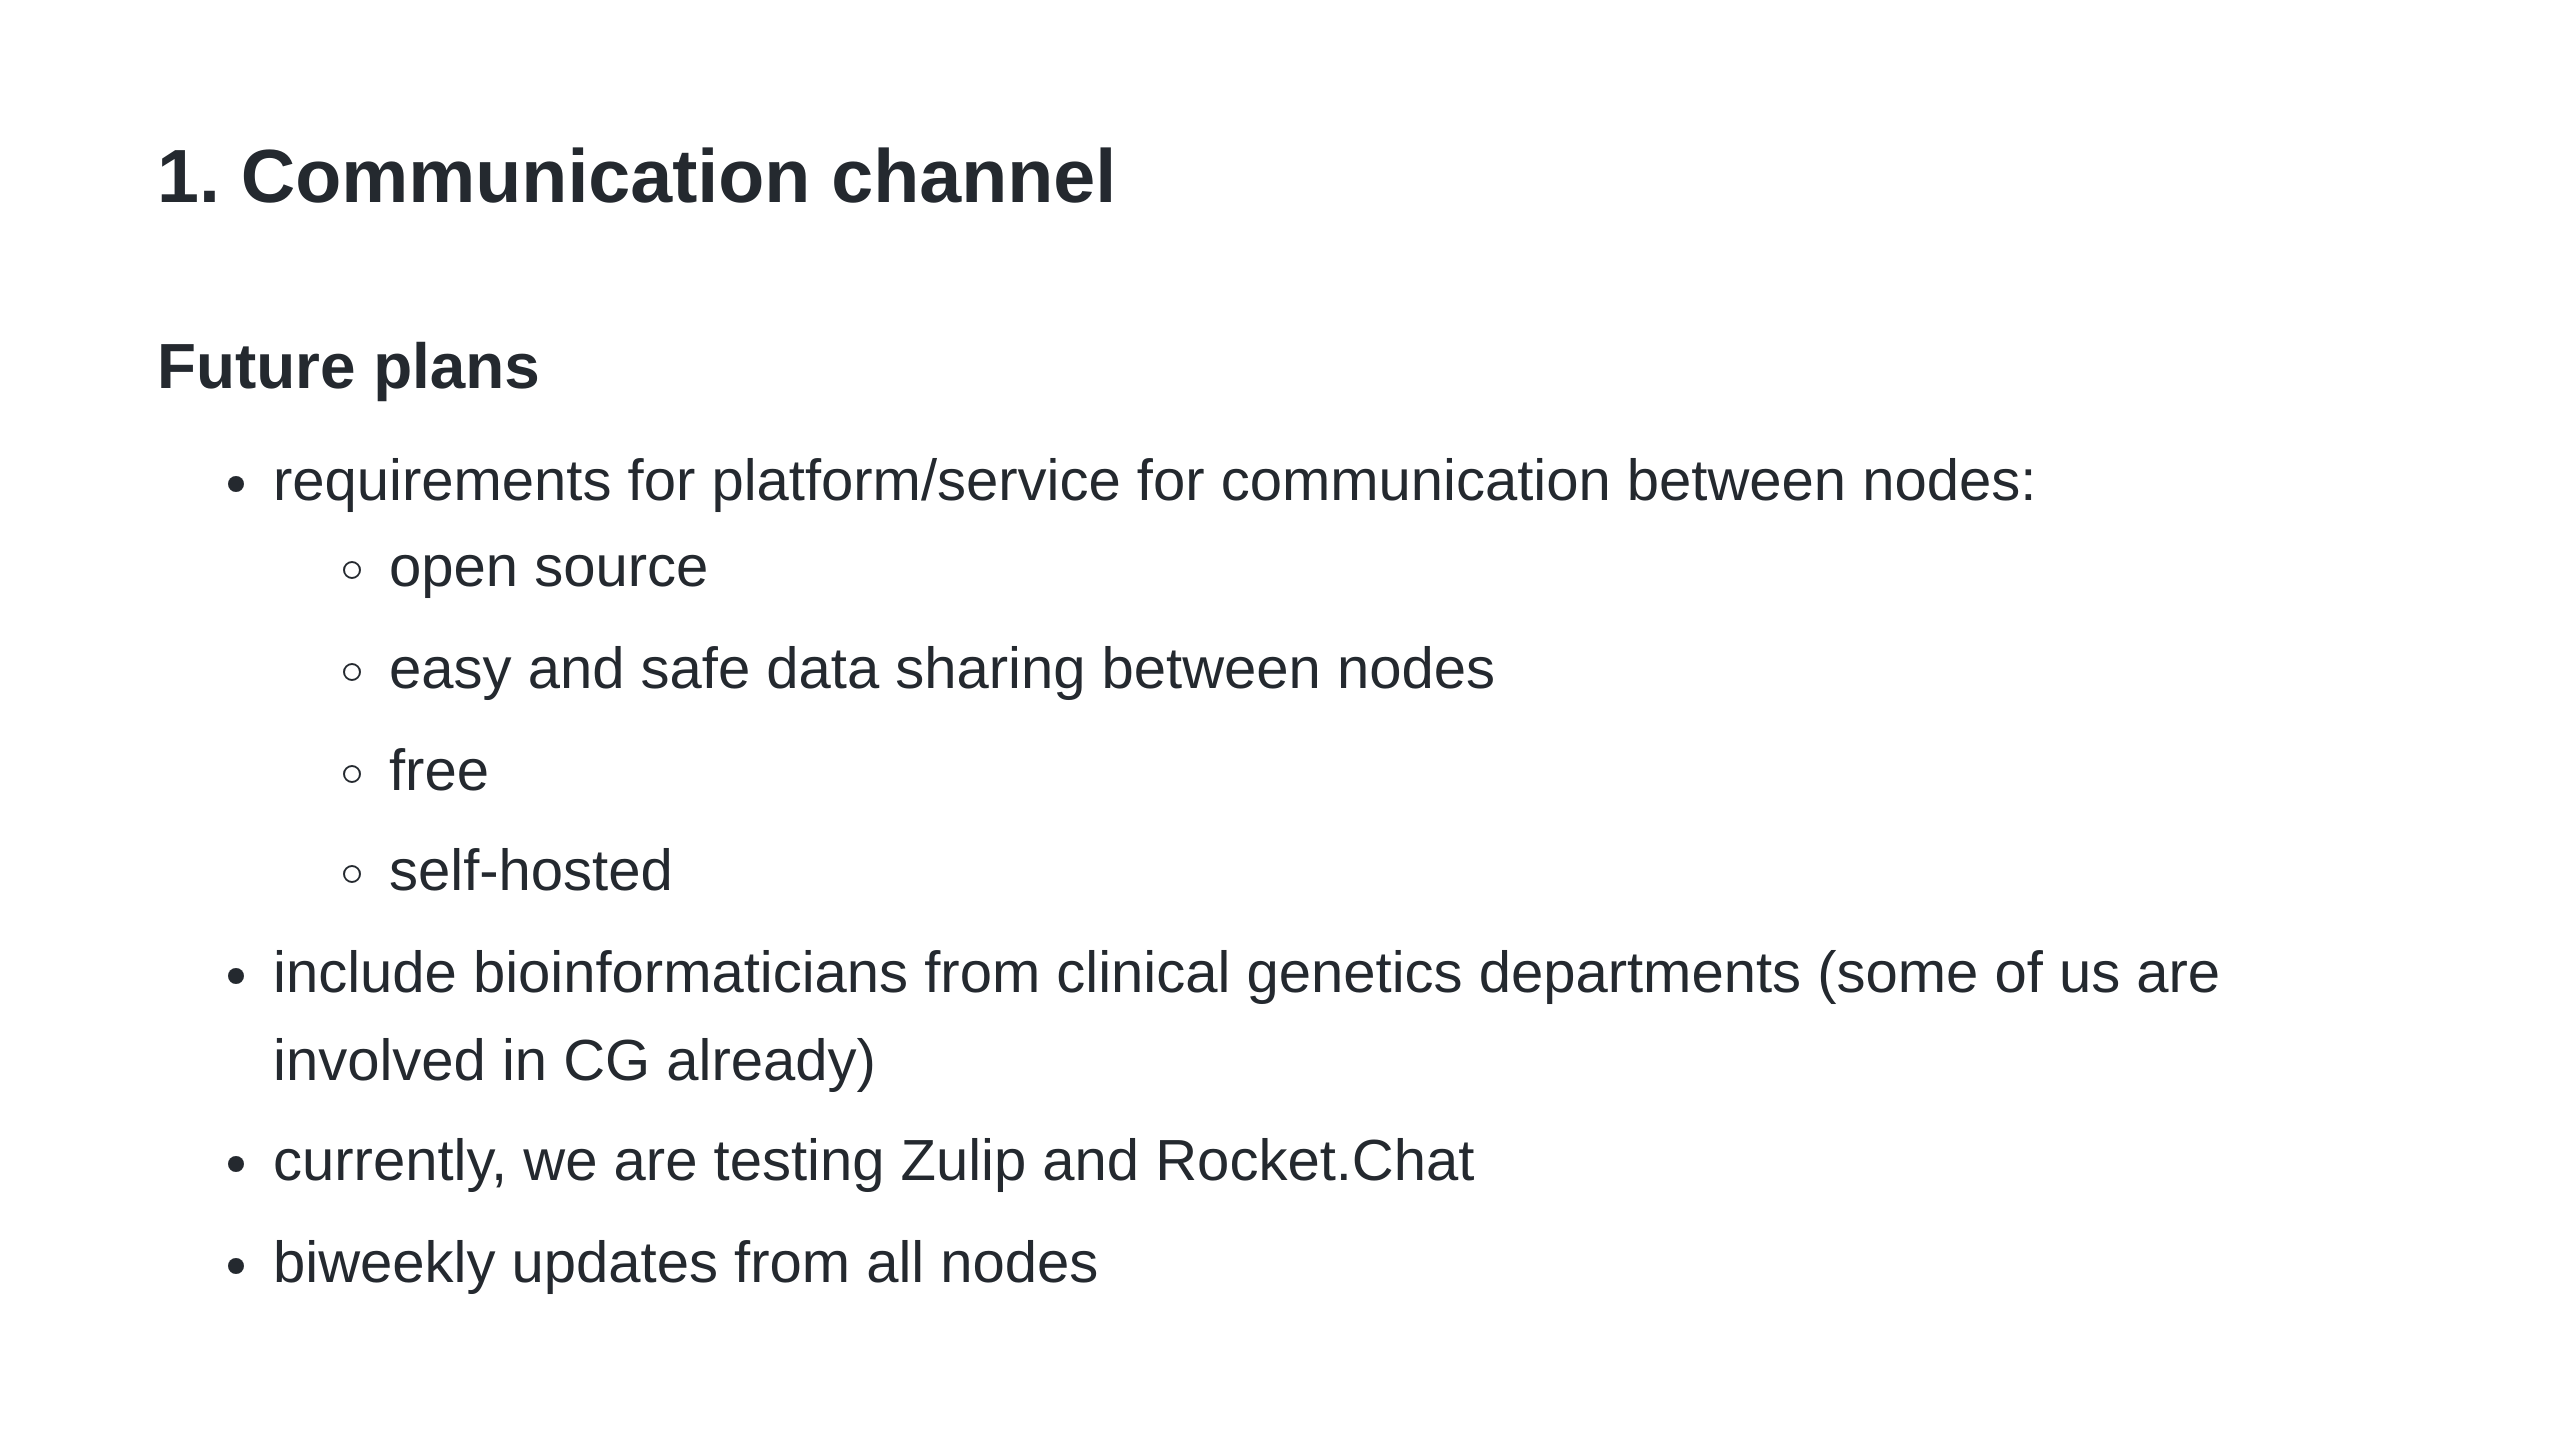 1. Communication channel
Future plans
requirements for platform/service for communication between nodes:
open source
easy and safe data sharing between nodes
free
self-hosted
include bioinformaticians from clinical genetics departments (some of us are
involved in CG already)
currently, we are testing Zulip and Rocket.Chat
biweekly updates from all nodes